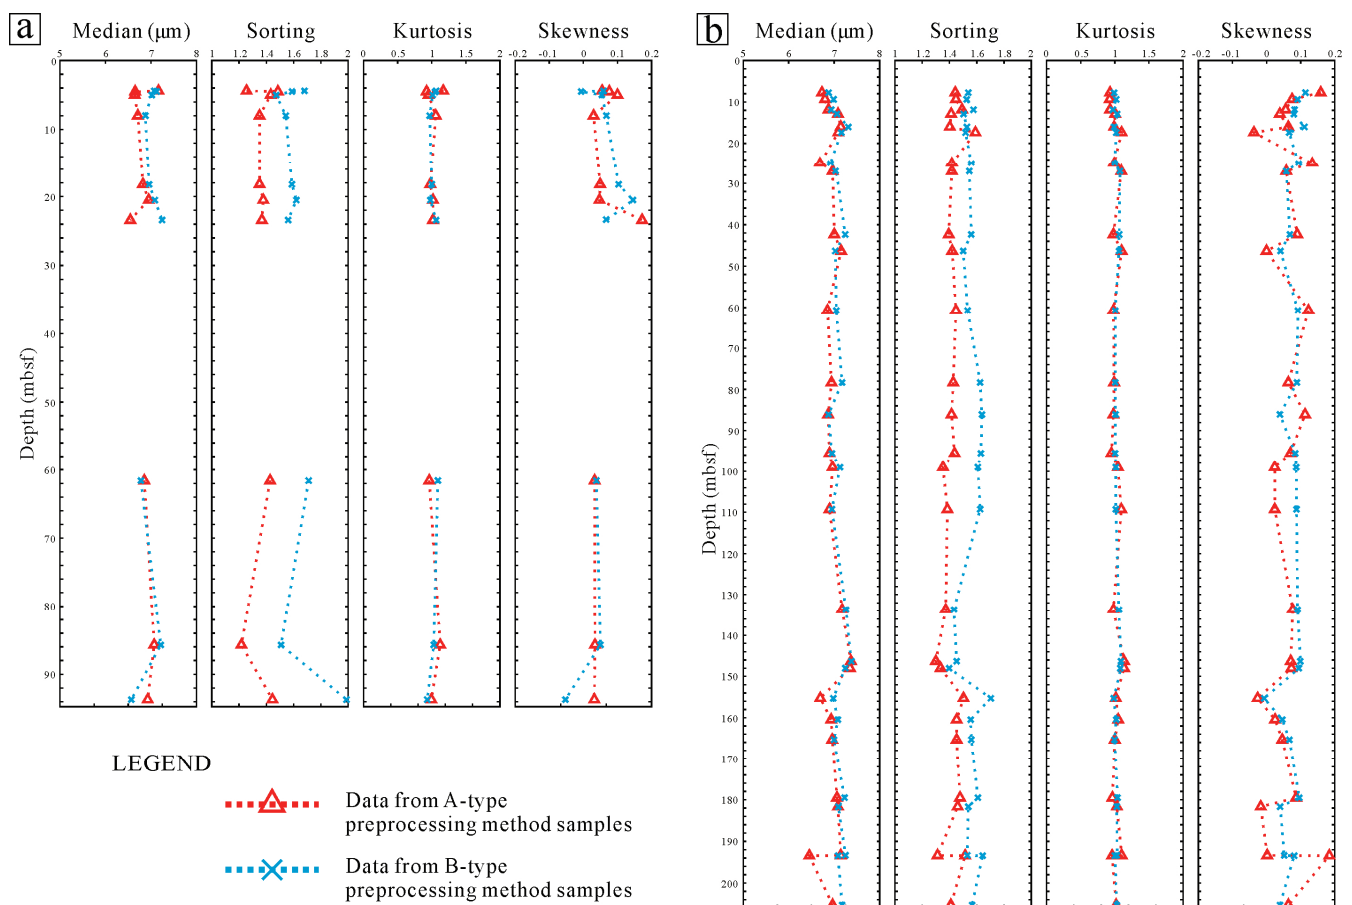 a
Median (μm)
Sorting
Kurtosis
Skewness
5 6 7 8
1 1.2 1.4 1.6 1.8 2
0 0.5 1 1.5 2
-0.2 -0.1 0 0.1 0.2
0
10
20
30
40
50
60
70
80
90
Depth (mbsf)
b
Median (μm)
Sorting
Kurtosis
Skewness
5 6 7 8
1 1.2 1.4 1.6 1.8 2
0 0.5 1 1.5 2
-0.2 -0.1 0 0.1 0.2
0
10
20
30
40
50
60
70
80
90
100
110
120
130
140
150
160
170
180
190
200
Depth (mbsf)
LEGEND
Data from A-type
preprocessing method samples
Data from B-type
preprocessing method samples